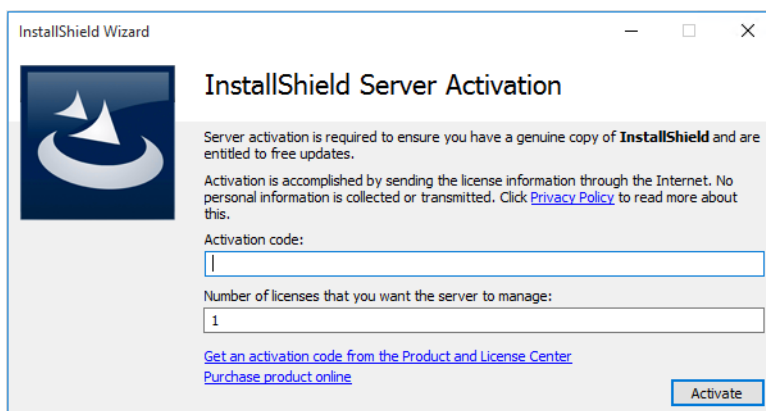 InstallShield Wizard
InstallShield Server Activation
Server activation is required to ensure you have a genuine copy of InstallShield and are
entitled to free updates.
Activation is accomplished by sending the license information through the Internet. No
personal information is collected or transmitted. Click Privacy Policy to read more about
this.
Activation code:
Number of licenses that you want the server to manage:
1
Get an activation code from the Product and License Center
Purchase product online
Activate